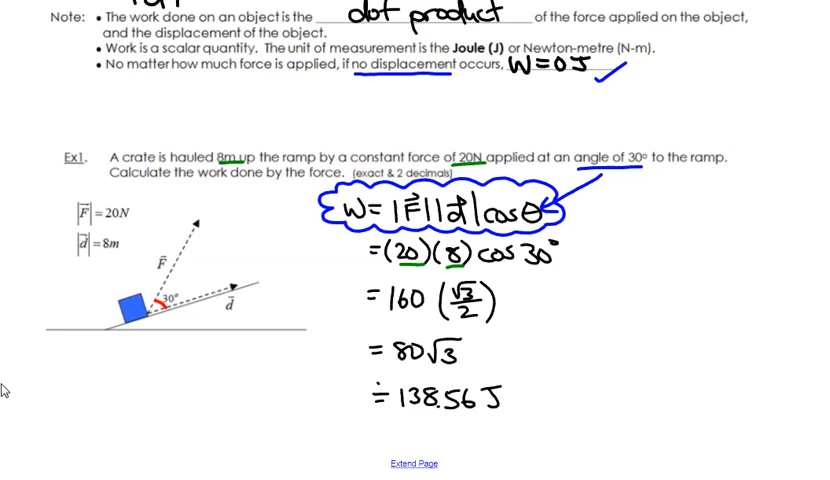 Note: • The work done on an object is the dot product of the force applied on the object,
and the displacement of the object.
• Work is a scalar quantity. The unit of measurement is the Joule (J) or Newton-metre (N-m).
• No matter how much force is applied, if no displacement occurs, W = 0 J
Ex1. A crate is hauled 8m up the ramp by a constant force of 20N applied at an angle of 30° to the ramp.
Calculate the work done by the force. (exact & 2 decimals)
|F⃗| = 20N
|d⃗| = 8m
F⃗
30°
d⃗
W = |F⃗||d⃗|cosθ
= (20)(8) cos 30°
= 160 (√3/2)
= 80√3
≐ 138.56 J
Extend Page